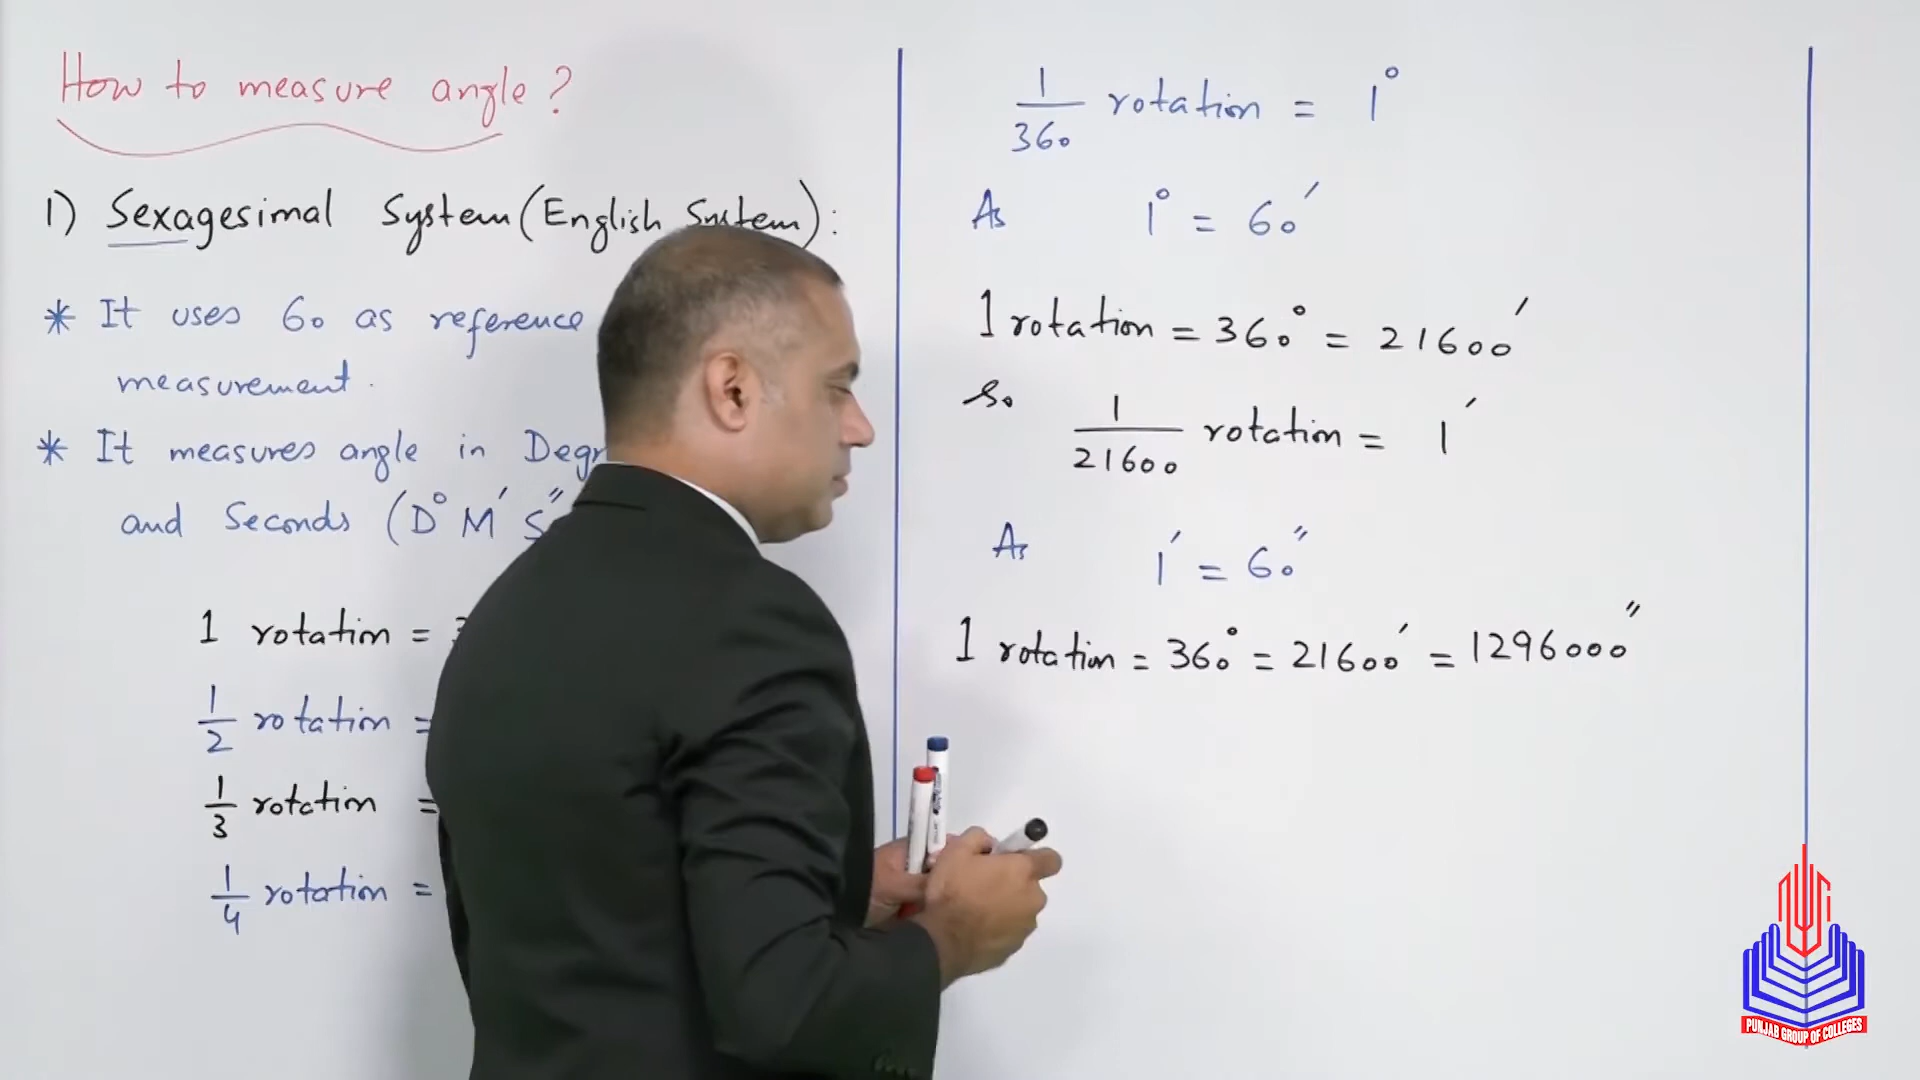 How to measure angle?
1) Sexagesimal System (English System):
* It uses 60 as reference
measurement.
* It measures angle in Degr
and Seconds (D° M′ S″
1 rotation =
1/2 rotation =
1/3 rotation =
1/4 rotation =
1/360 rotation = 1°
As 1° = 60′
1 rotation = 360° = 21600′
So
1/21600 rotation = 1′
As 1′ = 60″
1 rotation = 360° = 21600′ = 1296000″
PUNJAB GROUP OF COLLEGES